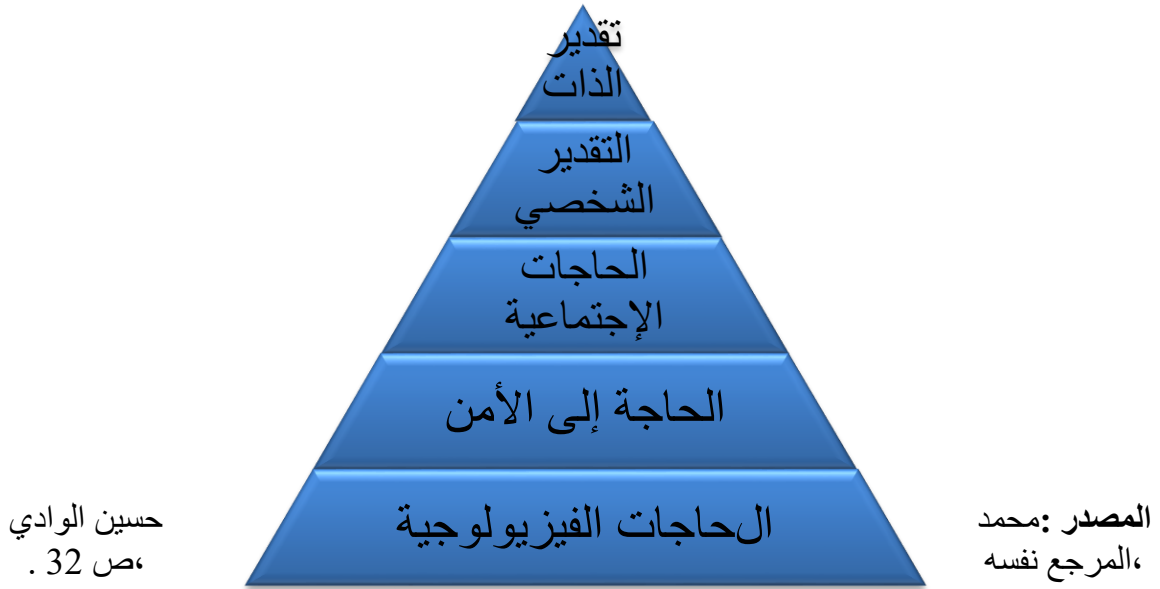 تقدير
الذات
التقدير
الشخصي
الحاجات
الإجتماعية
الحاجة إلى الأمن
الحاجات الفيزيولوجية
المصدر :محمد
،المرجع نفسه
حسين الوادي
،ص 32 .